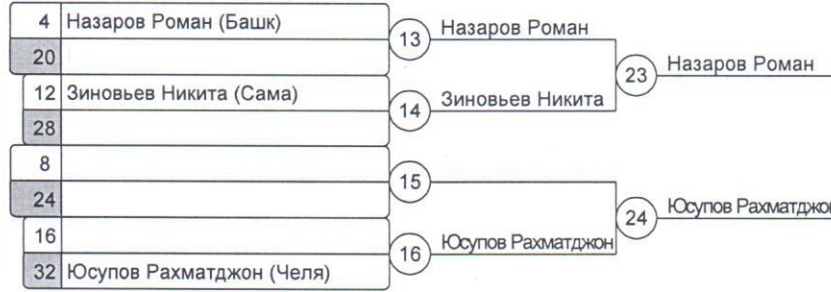 4 Назаров Роман (Башк)
13
Назаров Роман
20
23
Назаров Роман
12 Зиновьев Никита (Сама)
14
Зиновьев Никита
28
8
15
24
24
Юсупов Рахматджон
16
16
Юсупов Рахматджон
32 Юсупов Рахматджон (Челя)